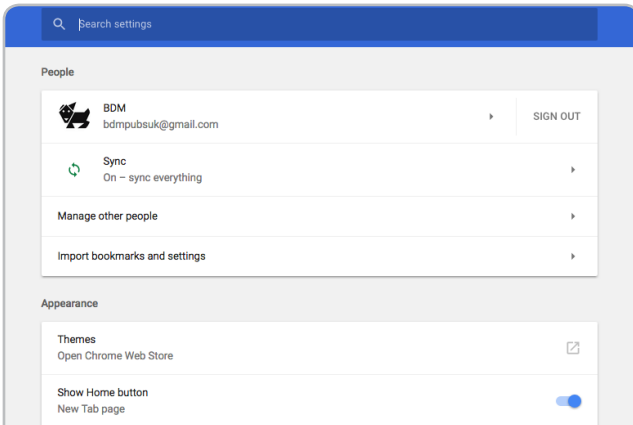 Search settings
People
BDM
bdmpubsuk@gmail.com
SIGN OUT
Sync
On – sync everything
Manage other people
Import bookmarks and settings
Appearance
Themes
Open Chrome Web Store
Show Home button
New Tab page